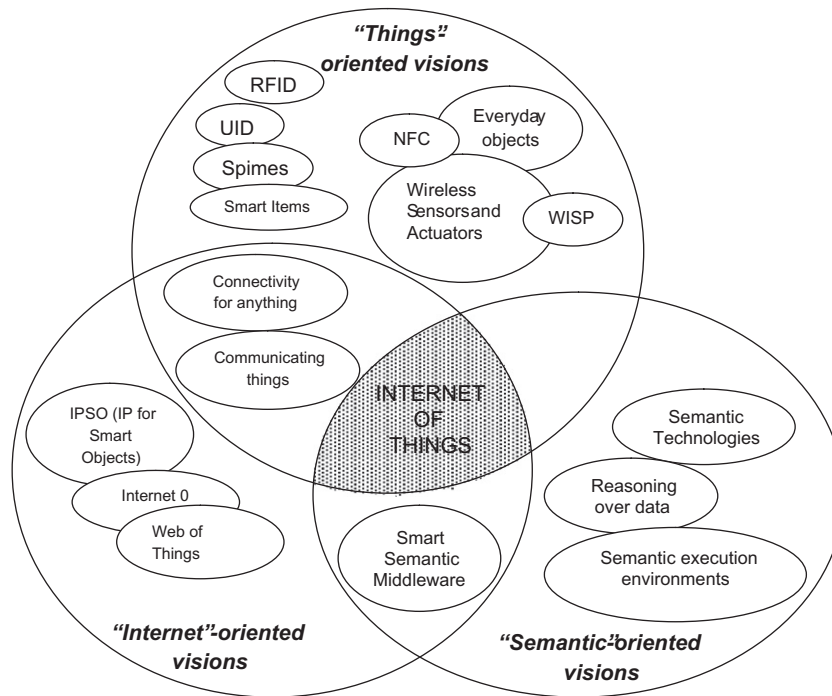 “Things”-
oriented visions
RFID
UID
Spimes
Smart Items
Everyday
objects
NFC
Wireless
Sensors and
Actuators
WISP
Connectivity
for anything
Communicating
things
INTERNET
OF
THINGS
IPSO (IP for
Smart
Objects)
Internet 0
Web of
Things
Semantic
Technologies
Reasoning
over data
Semantic execution
environments
Smart
Semantic
Middleware
“Internet”-oriented
visions
“Semantic”-oriented
visions